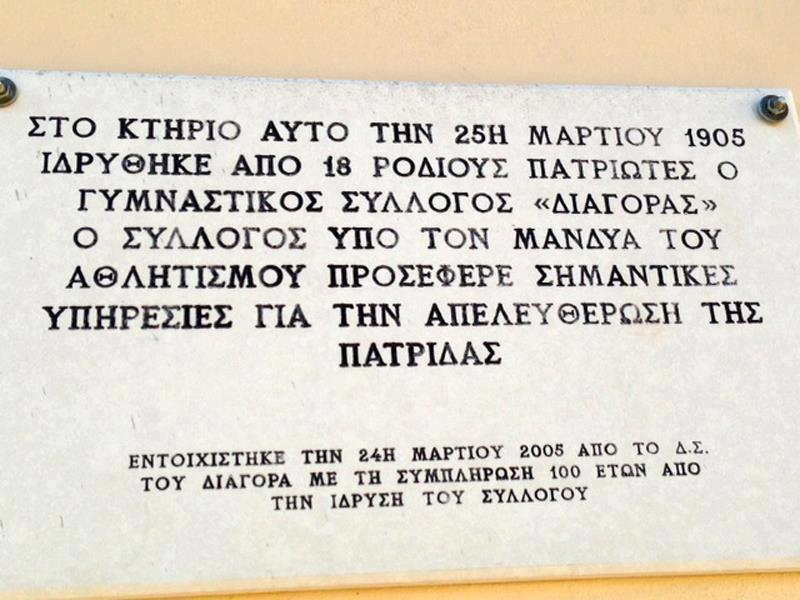 ΣΤΟ ΚΤΗΡΙΟ ΑΥΤΟ ΤΗΝ 25Η ΜΑΡΤΙΟΥ 1905
ΙΔΡΥΘΗΚΕ ΑΠΟ 18 ΡΟΔΙΟΥΣ ΠΑΤΡΙΩΤΕΣ Ο
ΓΥΜΝΑΣΤΙΚΟΣ ΣΥΛΛΟΓΟΣ «ΔΙΑΓΟΡΑΣ»
Ο ΣΥΛΛΟΓΟΣ ΥΠΟ ΤΟΝ ΜΑΝΔΥΑ ΤΟΥ
ΑΘΛΗΤΙΣΜΟΥ ΠΡΟΣΕΦΕΡΕ ΣΗΜΑΝΤΙΚΕΣ
ΥΠΗΡΕΣΙΕΣ ΓΙΑ ΤΗΝ ΑΠΕΛΕΥΘΕΡΩΣΗ ΤΗΣ
ΠΑΤΡΙΔΑΣ
ΕΝΤΟΙΧΙΣΤΗΚΕ ΤΗΝ 24Η ΜΑΡΤΙΟΥ 2005 ΑΠΟ ΤΟ Δ.Σ.
ΤΟΥ ΔΙΑΓΟΡΑ ΜΕ ΤΗ ΣΥΜΠΛΗΡΩΣΗ 100 ΕΤΩΝ ΑΠΟ
ΤΗΝ ΙΔΡΥΣΗ ΤΟΥ ΣΥΛΛΟΓΟΥ